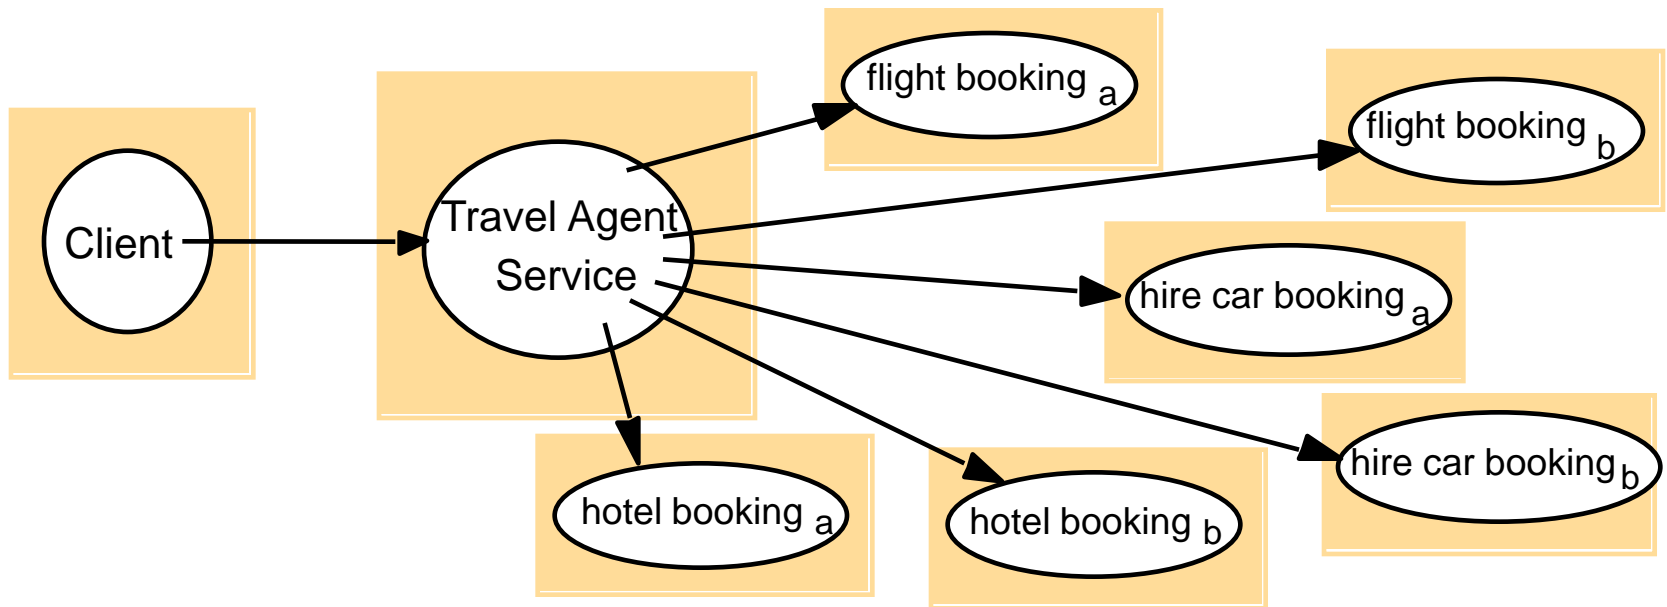 flight booking a
flight booking b
Client
Travel Agent
Service
hire car booking a
hire car booking b
hotel booking a
hotel booking b